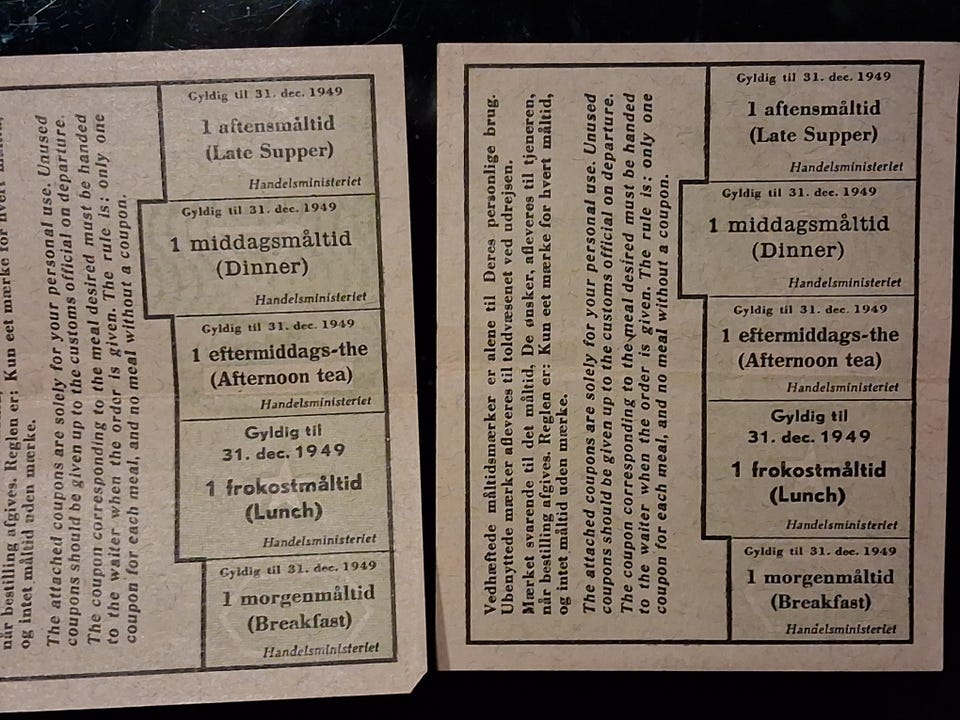 når bestilling afgives. Reglen er: Kun eet mærke for hvert
og intet måltid uden mærke.
The attached coupons are solely for your personal use. Unused
coupons should be given up to the customs official on departure.
The coupon corresponding to the meal desired must be handed
to the waiter when the order is given. The rule is: only one
coupon for each meal, and no meal without a coupon.
Gyldig til 31. dec. 1949
1 aftensmåltid
(Late Supper)
Handelsministeriet
Gyldig til 31. dec. 1949
1 middagsmåltid
(Dinner)
Handelsministeriet
Gyldig til 31. dec. 1949
1 eftermiddags-the
(Afternoon tea)
Handelsministeriet
Gyldig til
31. dec. 1949
1 frokostmåltid
(Lunch)
Handelsministeriet
Gyldig til 31. dec. 1949
1 morgenmåltid
(Breakfast)
Handelsministeriet
Vedhæftede måltidsmærker er alene til Deres personlige brug.
Ubenyttede mærker afleveres til toldvæsenet ved udrejsen.
Mærket svarende til det måltid, De ønsker, afleveres til tjeneren,
når bestilling afgives. Reglen er: Kun eet mærke for hvert måltid,
og intet måltid uden mærke.
The attached coupons are solely for your personal use. Unused
coupons should be given up to the customs official on departure.
The coupon corresponding to the meal desired must be handed
to the waiter when the order is given. The rule is: only one
coupon for each meal, and no meal without a coupon.
Gyldig til 31. dec. 1949
1 aftensmåltid
(Late Supper)
Handelsministeriet
Gyldig til 31. dec. 1949
1 middagsmåltid
(Dinner)
Handelsministeriet
Gyldig til 31. dec. 1949
1 eftermiddags-the
(Afternoon tea)
Handelsministeriet
Gyldig til
31. dec. 1949
1 frokostmåltid
(Lunch)
Handelsministeriet
Gyldig til 31. dec. 1949
1 morgenmåltid
(Breakfast)
Handelsministeriet